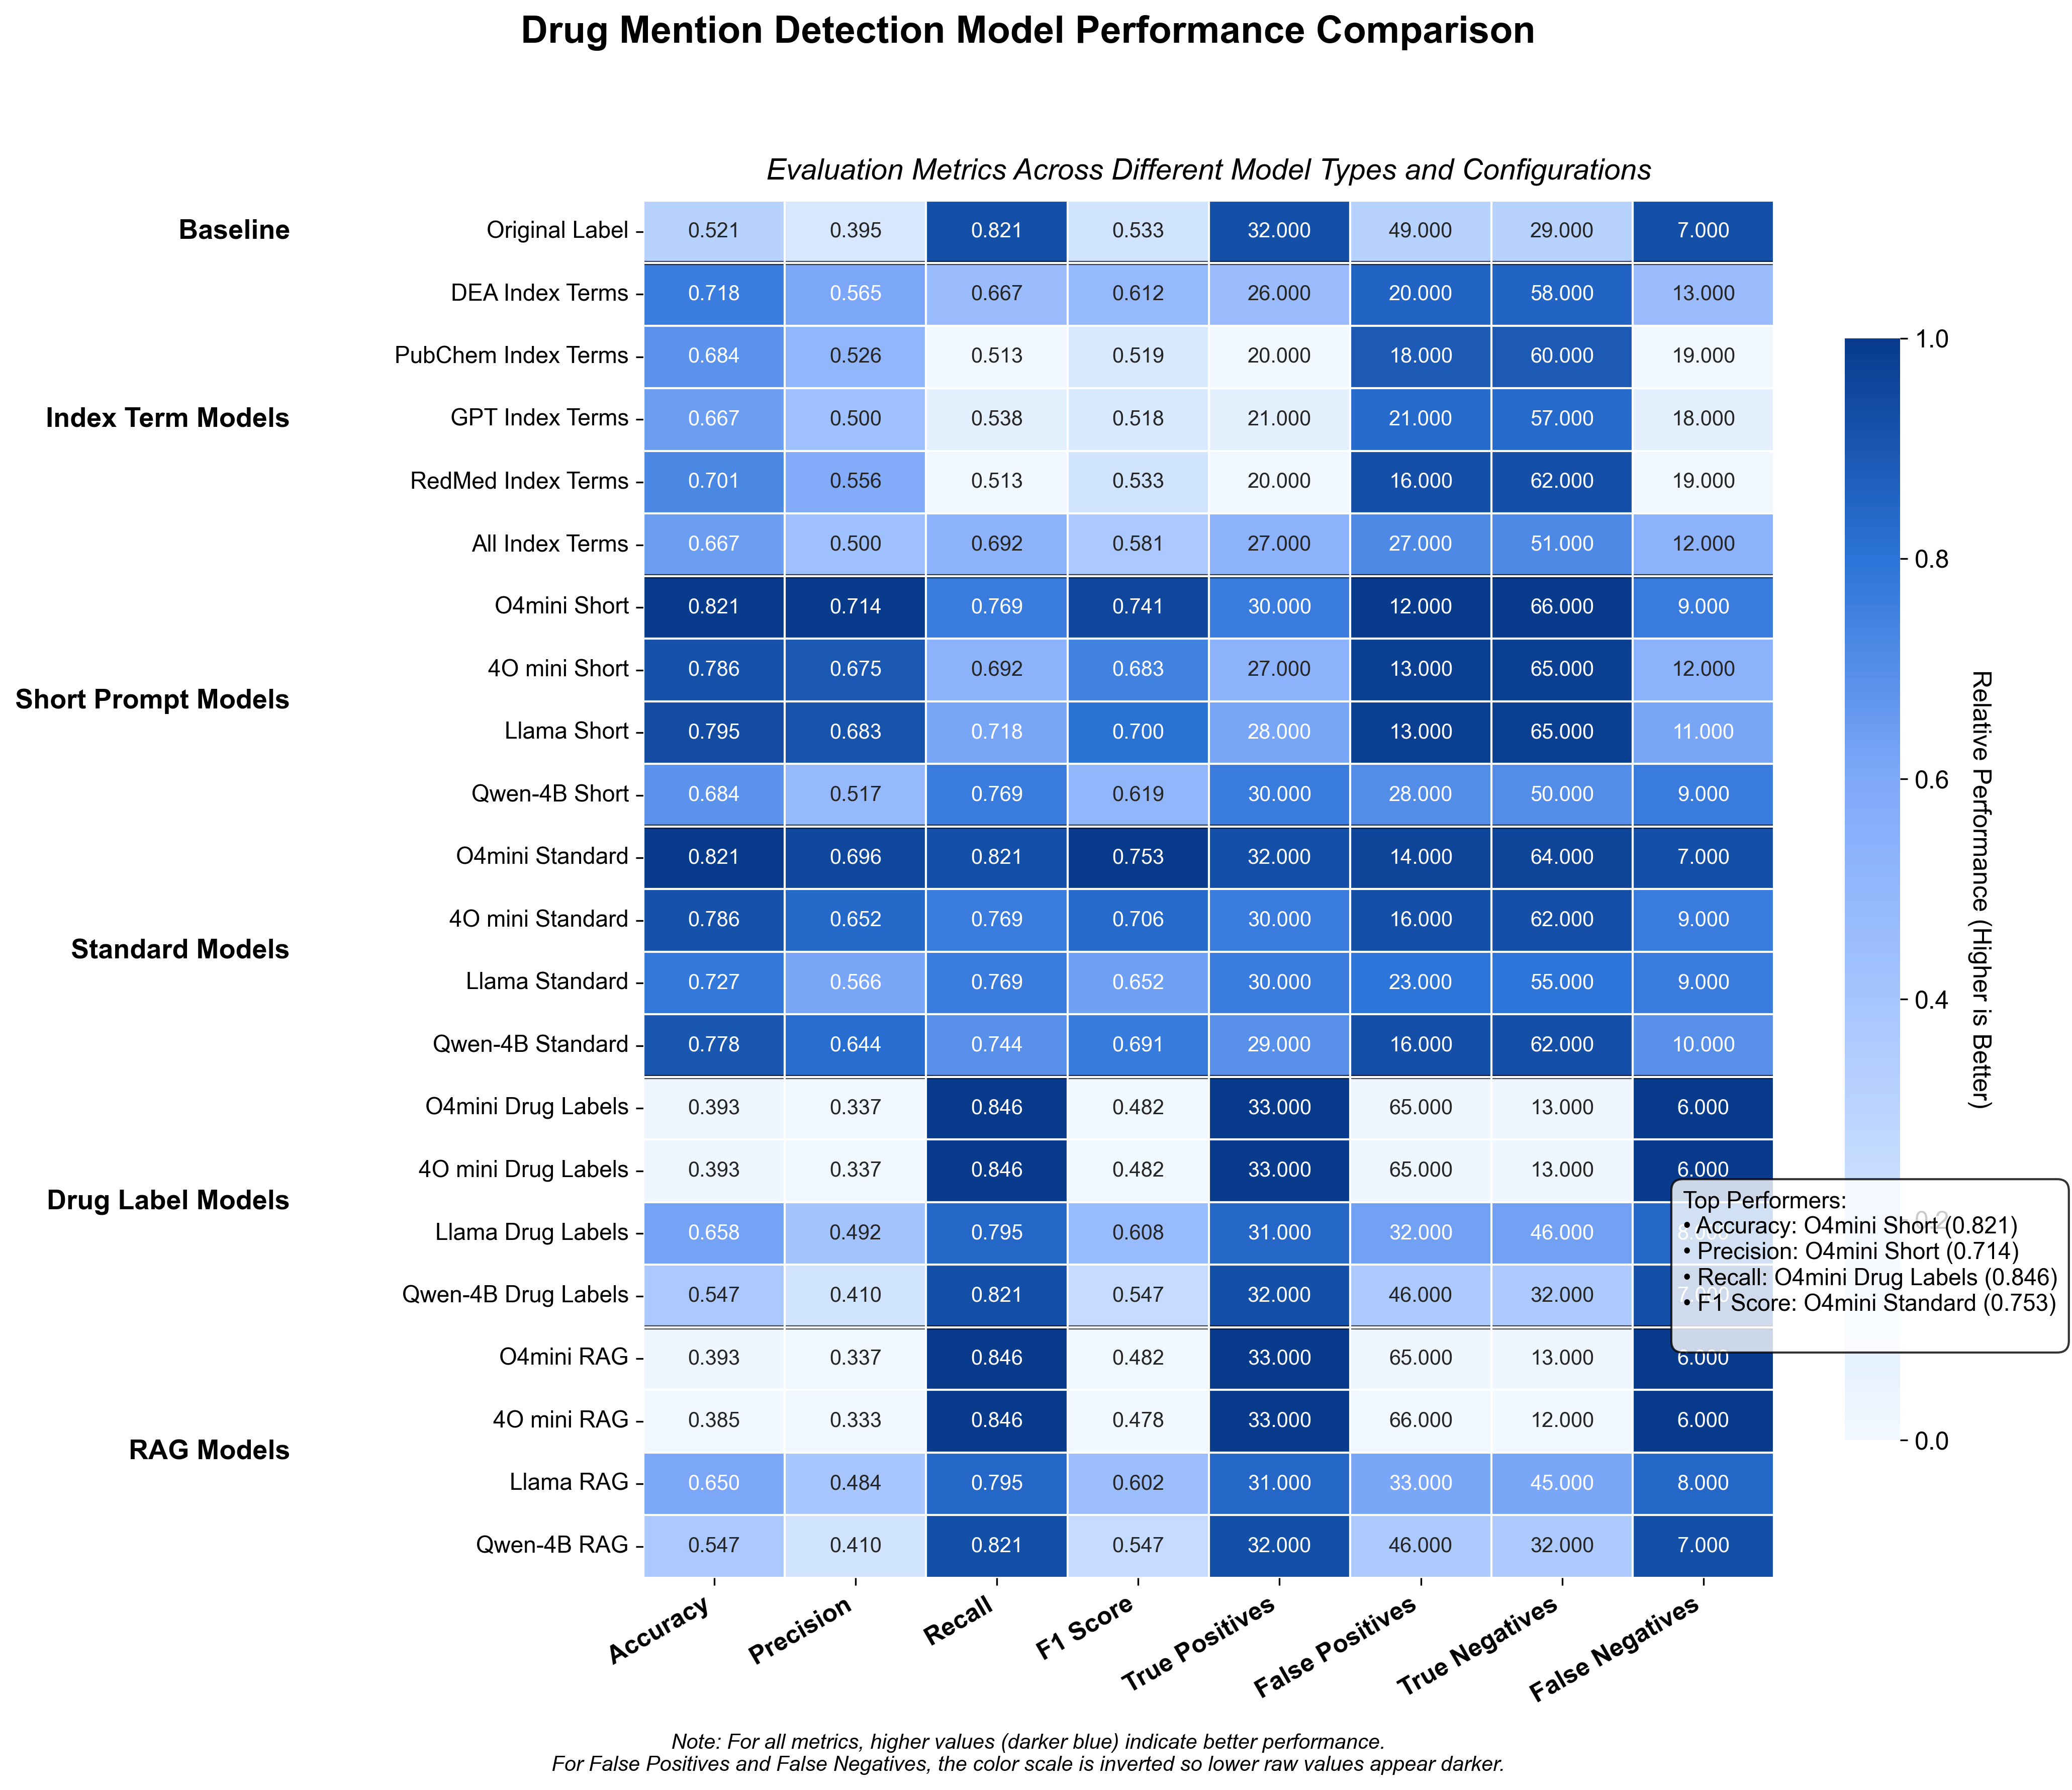 Drug Mention Detection Model Performance Comparison
Evaluation Metrics Across Different Model Types and Configurations
Baseline
Original Label 0.521 0.395 0.821 0.533 32.000 49.000 29.000 7.000
DEA Index Terms 0.718 0.565 0.667 0.612 26.000 20.000 58.000 13.000
PubChem Index Terms 0.684 0.526 0.513 0.519 20.000 18.000 60.000 19.000
Index Term Models
GPT Index Terms 0.667 0.500 0.538 0.518 21.000 21.000 57.000 18.000
RedMed Index Terms 0.701 0.556 0.513 0.533 20.000 16.000 62.000 19.000
All Index Terms 0.667 0.500 0.692 0.581 27.000 27.000 51.000 12.000
O4mini Short 0.821 0.714 0.769 0.741 30.000 12.000 66.000 9.000
4O mini Short 0.786 0.675 0.692 0.683 27.000 13.000 65.000 12.000
Short Prompt Models
Llama Short 0.795 0.683 0.718 0.700 28.000 13.000 65.000 11.000
Qwen-4B Short 0.684 0.517 0.769 0.619 30.000 28.000 50.000 9.000
O4mini Standard 0.821 0.696 0.821 0.753 32.000 14.000 64.000 7.000
4O mini Standard 0.786 0.652 0.769 0.706 30.000 16.000 62.000 9.000
Standard Models
Llama Standard 0.727 0.566 0.769 0.652 30.000 23.000 55.000 9.000
Qwen-4B Standard 0.778 0.644 0.744 0.691 29.000 16.000 62.000 10.000
O4mini Drug Labels 0.393 0.337 0.846 0.482 33.000 65.000 13.000 6.000
4O mini Drug Labels 0.393 0.337 0.846 0.482 33.000 65.000 13.000 6.000
Drug Label Models
Llama Drug Labels 0.658 0.492 0.795 0.608 31.000 32.000 46.000
Qwen-4B Drug Labels 0.547 0.410 0.821 0.547 32.000 46.000 32.000
O4mini RAG 0.393 0.337 0.846 0.482 33.000 65.000 13.000 6.000
4O mini RAG 0.385 0.333 0.846 0.478 33.000 66.000 12.000 6.000
RAG Models
Llama RAG 0.650 0.484 0.795 0.602 31.000 33.000 45.000 8.000
Qwen-4B RAG 0.547 0.410 0.821 0.547 32.000 46.000 32.000 7.000
Accuracy
Precision
Recall
F1 Score
True Positives
False Positives
True Negatives
False Negatives
1.0
0.8
0.6
0.4
0.2
0.0
Relative Performance (Higher is Better)
Top Performers:
• Accuracy: O4mini Short (0.821)
• Precision: O4mini Short (0.714)
• Recall: O4mini Drug Labels (0.846)
• F1 Score: O4mini Standard (0.753)
Note: For all metrics, higher values (darker blue) indicate better performance.
For False Positives and False Negatives, the color scale is inverted so lower raw values appear darker.